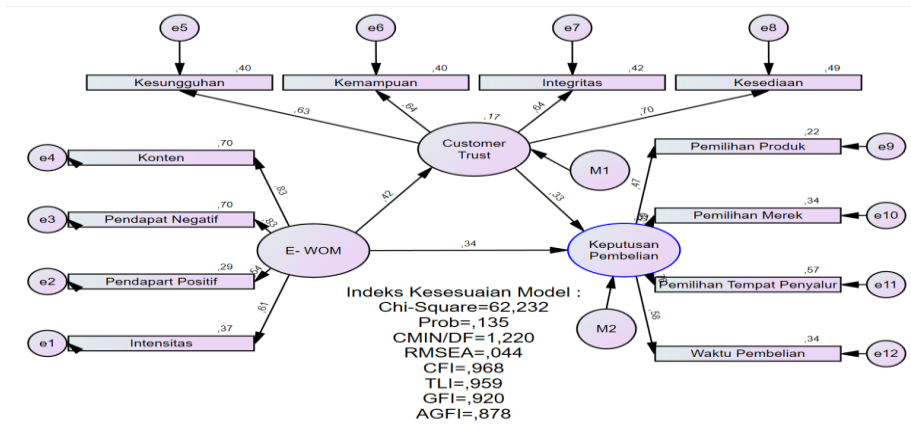 e5 e6 e7 e8
,40 ,40 ,42 ,49
Kesungguhan Kemampuan Integritas Kesediaan
,63 ,64 ,64 ,70
,17
Customer
Trust
M1
,70
e4 Konten
,83
,70
e3 Pendapat Negatif
,83
,29
e2 Pendapart Positif
,54
,37
e1 Intensitas
,61
E- WOM
,42
,33
,34
,22
Pemilihan Produk e9
,47
,34
Pemilihan Merek e10
Keputusan
Pembelian
,57
Pemilihan Tempat Penyalur e11
,34
Waktu Pembelian e12
,58
M2
Indeks Kesesuaian Model :
Chi-Square=62,232
Prob=,135
CMIN/DF=1,220
RMSEA=,044
CFI=,968
TLI=,959
GFI=,920
AGFI=,878